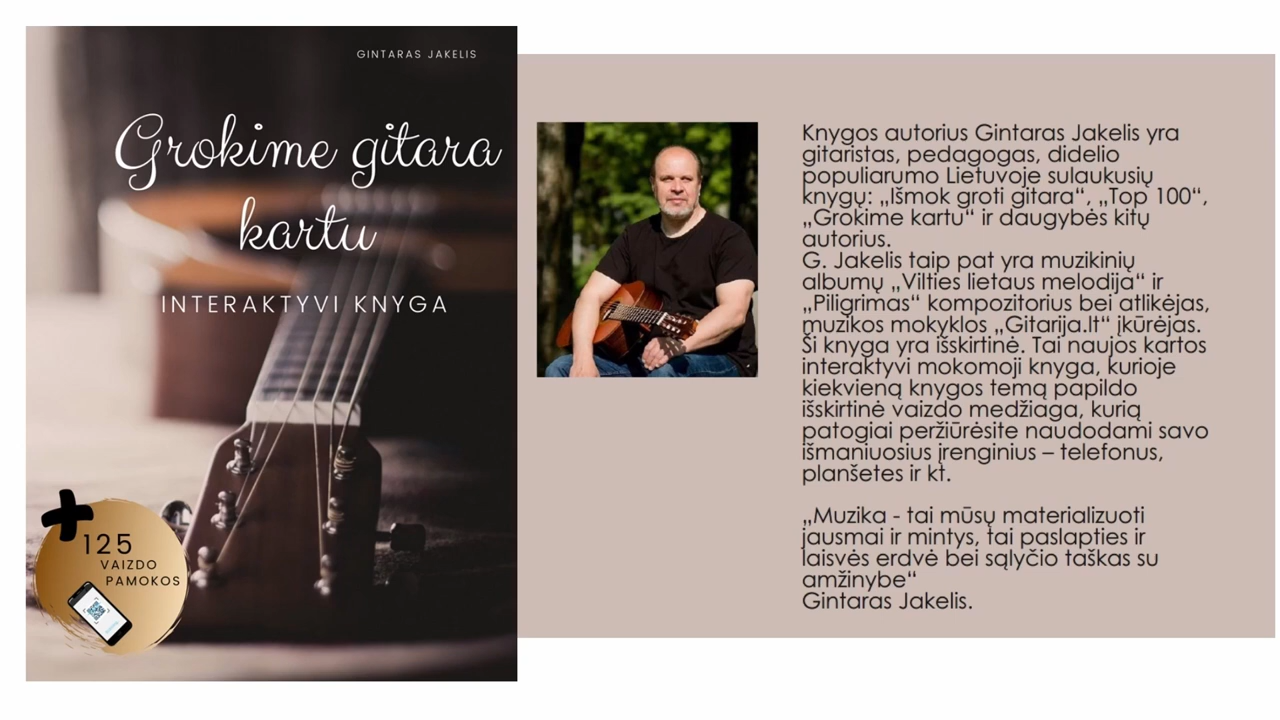 GINTARAS JAKELIS
Grokime gitara
kartu
INTERAKTYVI KNYGA
125
VAIZDO
PAMOKOS
Knygos autorius Gintaras Jakelis yra
gitaristas, pedagogas, didelio
populiarumo Lietuvoje sulaukusių
knygų: „Išmok groti gitara“, „Top 100“,
„Grokime kartu“ ir daugybės kitų
autorius.
G. Jakelis taip pat yra muzikinių
albumų „Vilties lietaus melodija“ ir
„Piligrimas“ kompozitorius bei atlikėjas,
muzikos mokyklos „Gitarija.lt“ įkūrėjas.
Ši knyga yra išskirtinė. Tai naujos kartos
interaktyvi mokomoji knyga, kurioje
kiekvieną knygos temą papildo
išskirtinė vaizdo medžiaga, kurią
patogiai peržiūrėsite naudodami savo
išmaniuosius įrenginius – telefonus,
planšetes ir kt.
„Muzika - tai mūsų materializuoti
jausmai ir mintys, tai paslapties ir
laisvės erdvė bei sąlyčio taškas su
amžinybe“
Gintaras Jakelis.